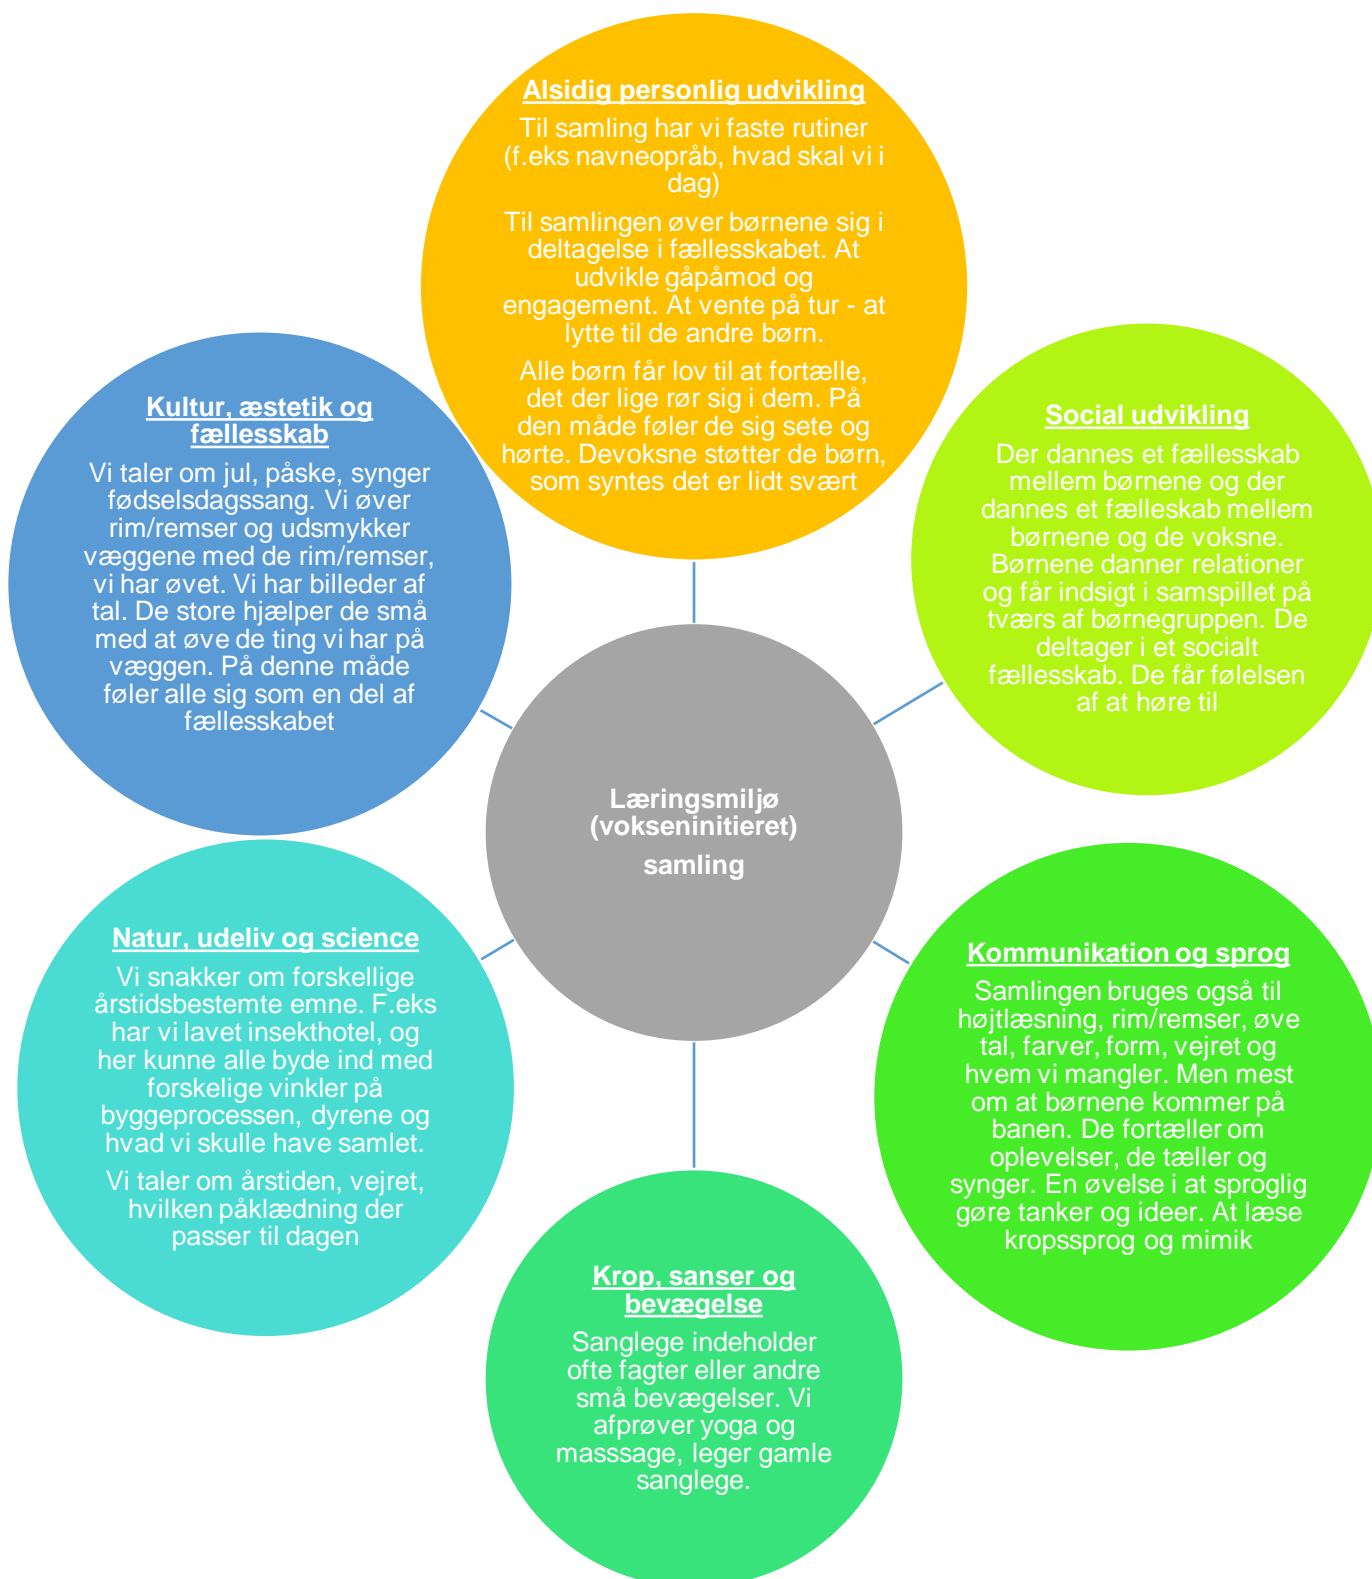 Alsidig personlig udvikling
Til samling har vi faste rutiner
(f.eks navneopråb, hvad skal vi i
dag)
Til samlingen øver børnene sig i
deltagelse i fællesskabet. At
udvikle gåpåmod og
engagement. At vente på tur - at
lytte til de andre børn.
Alle børn får lov til at fortælle,
det der lige rør sig i dem. På
den måde føler de sig sete og
hørte. Devoksne støtter de børn,
som syntes det er lidt svært
Social udvikling
Der dannes et fællesskab
mellem børnene og der
dannes et fælleskab mellem
børnene og de voksne.
Børnene danner relationer
og får indsigt i samspillet på
tværs af børnegruppen. De
deltager i et socialt
fællesskab. De får følelsen
af at høre til
Kommunikation og sprog
Samlingen bruges også til
højtlæsning, rim/remser, øve
tal, farver, form, vejret og
hvem vi mangler. Men mest
om at børnene kommer på
banen. De fortæller om
oplevelser, de tæller og
synger. En øvelse i at sproglig
gøre tanker og ideer. At læse
kropssprog og mimik
Krop, sanser og
bevægelse
Sanglege indeholder
ofte fagter eller andre
små bevægelser. Vi
afprøver yoga og
masssage, leger gamle
sanglege.
Natur, udeliv og science
Vi snakker om forskellige
årstidsbestemte emne. F.eks
har vi lavet insekthotel, og
her kunne alle byde ind med
forskelige vinkler på
byggeprocessen, dyrene og
hvad vi skulle have samlet.
Vi taler om årstiden, vejret,
hvilken påklædning der
passer til dagen
Kultur, æstetik og
fællesskab
Vi taler om jul, påske, synger
fødselsdagssang. Vi øver
rim/remser og udsmykker
væggene med de rim/remser,
vi har øvet. Vi har billeder af
tal. De store hjælper de små
med at øve de ting vi har på
væggen. På denne måde
føler alle sig som en del af
fællesskabet
Læringsmiljø
(vokseninitieret)
samling